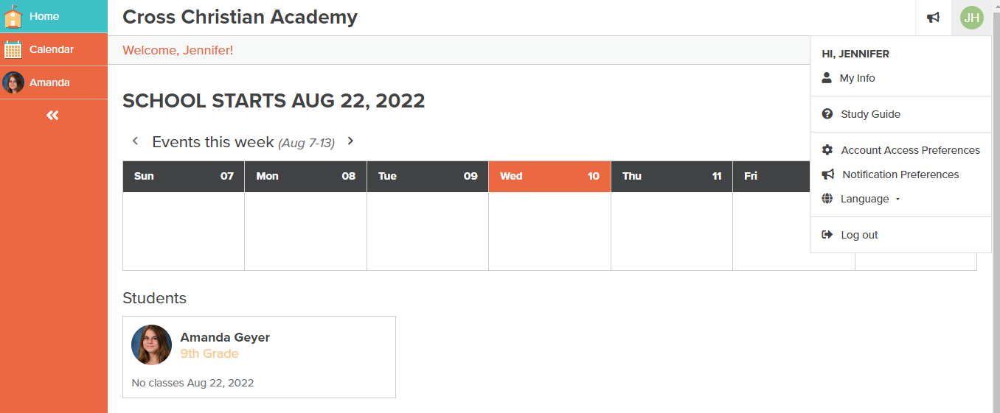 Home
Cross Christian Academy
JH
Calendar
Welcome, Jennifer!
HI, JENNIFER
Amanda
My Info
SCHOOL STARTS AUG 22, 2022
Study Guide
Events this week (Aug 7-13)
Account Access Preferences
Sun 07 Mon 08 Tue 09 Wed 10 Thu 11 Fri
Notification Preferences
Language
Log out
Students
Amanda Geyer
9th Grade
No classes Aug 22, 2022